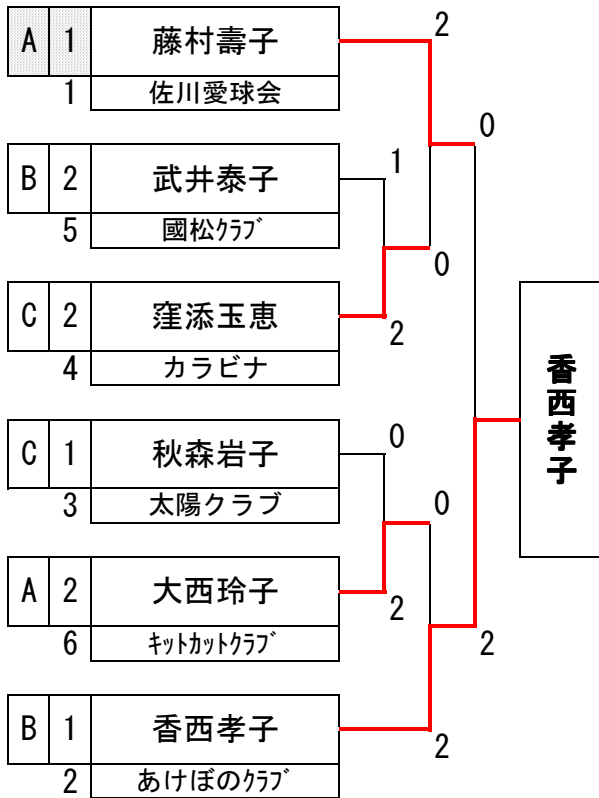 A 1 藤村壽子 2
1 佐川愛球会
0
B 2 武井泰子 1
5 國松ｸﾗﾌﾞ
0
C 2 窪添玉恵 2
4 カラビナ
香西孝子
C 1 秋森岩子 0
3 太陽クラブ
0
A 2 大西玲子 2
6 ｷｯﾄｶｯﾄｸﾗﾌﾞ
2
B 1 香西孝子 2
2 あけぼのｸﾗﾌﾞ